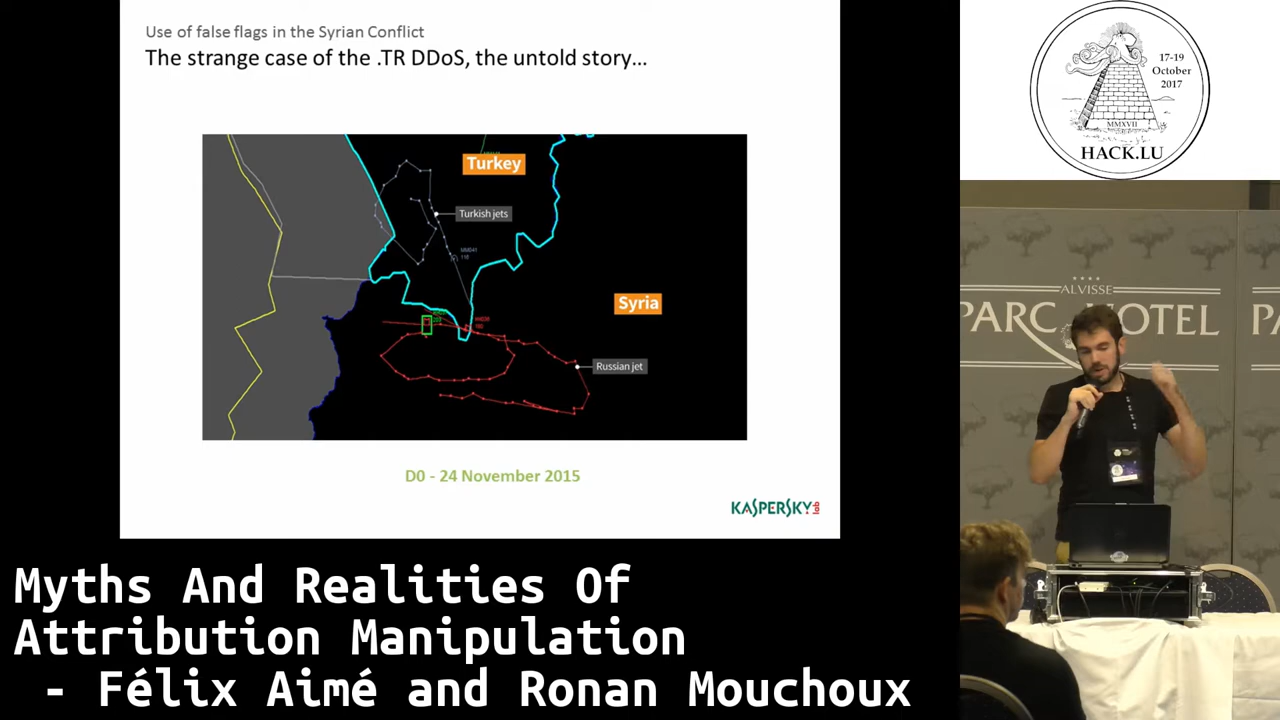 Use of false flags in the Syrian Conflict
The strange case of the .TR DDoS, the untold story...
Turkey
Turkish jets
Syria
Russian jet
D0 - 24 November 2015
KASPERSKY lab
17-19
October
2017
MMXVII
HACK.LU
****
ALVISSE
PARC HOTEL
PA
Myths And Realities Of
Attribution Manipulation
- Félix Aimé and Ronan Mouchoux